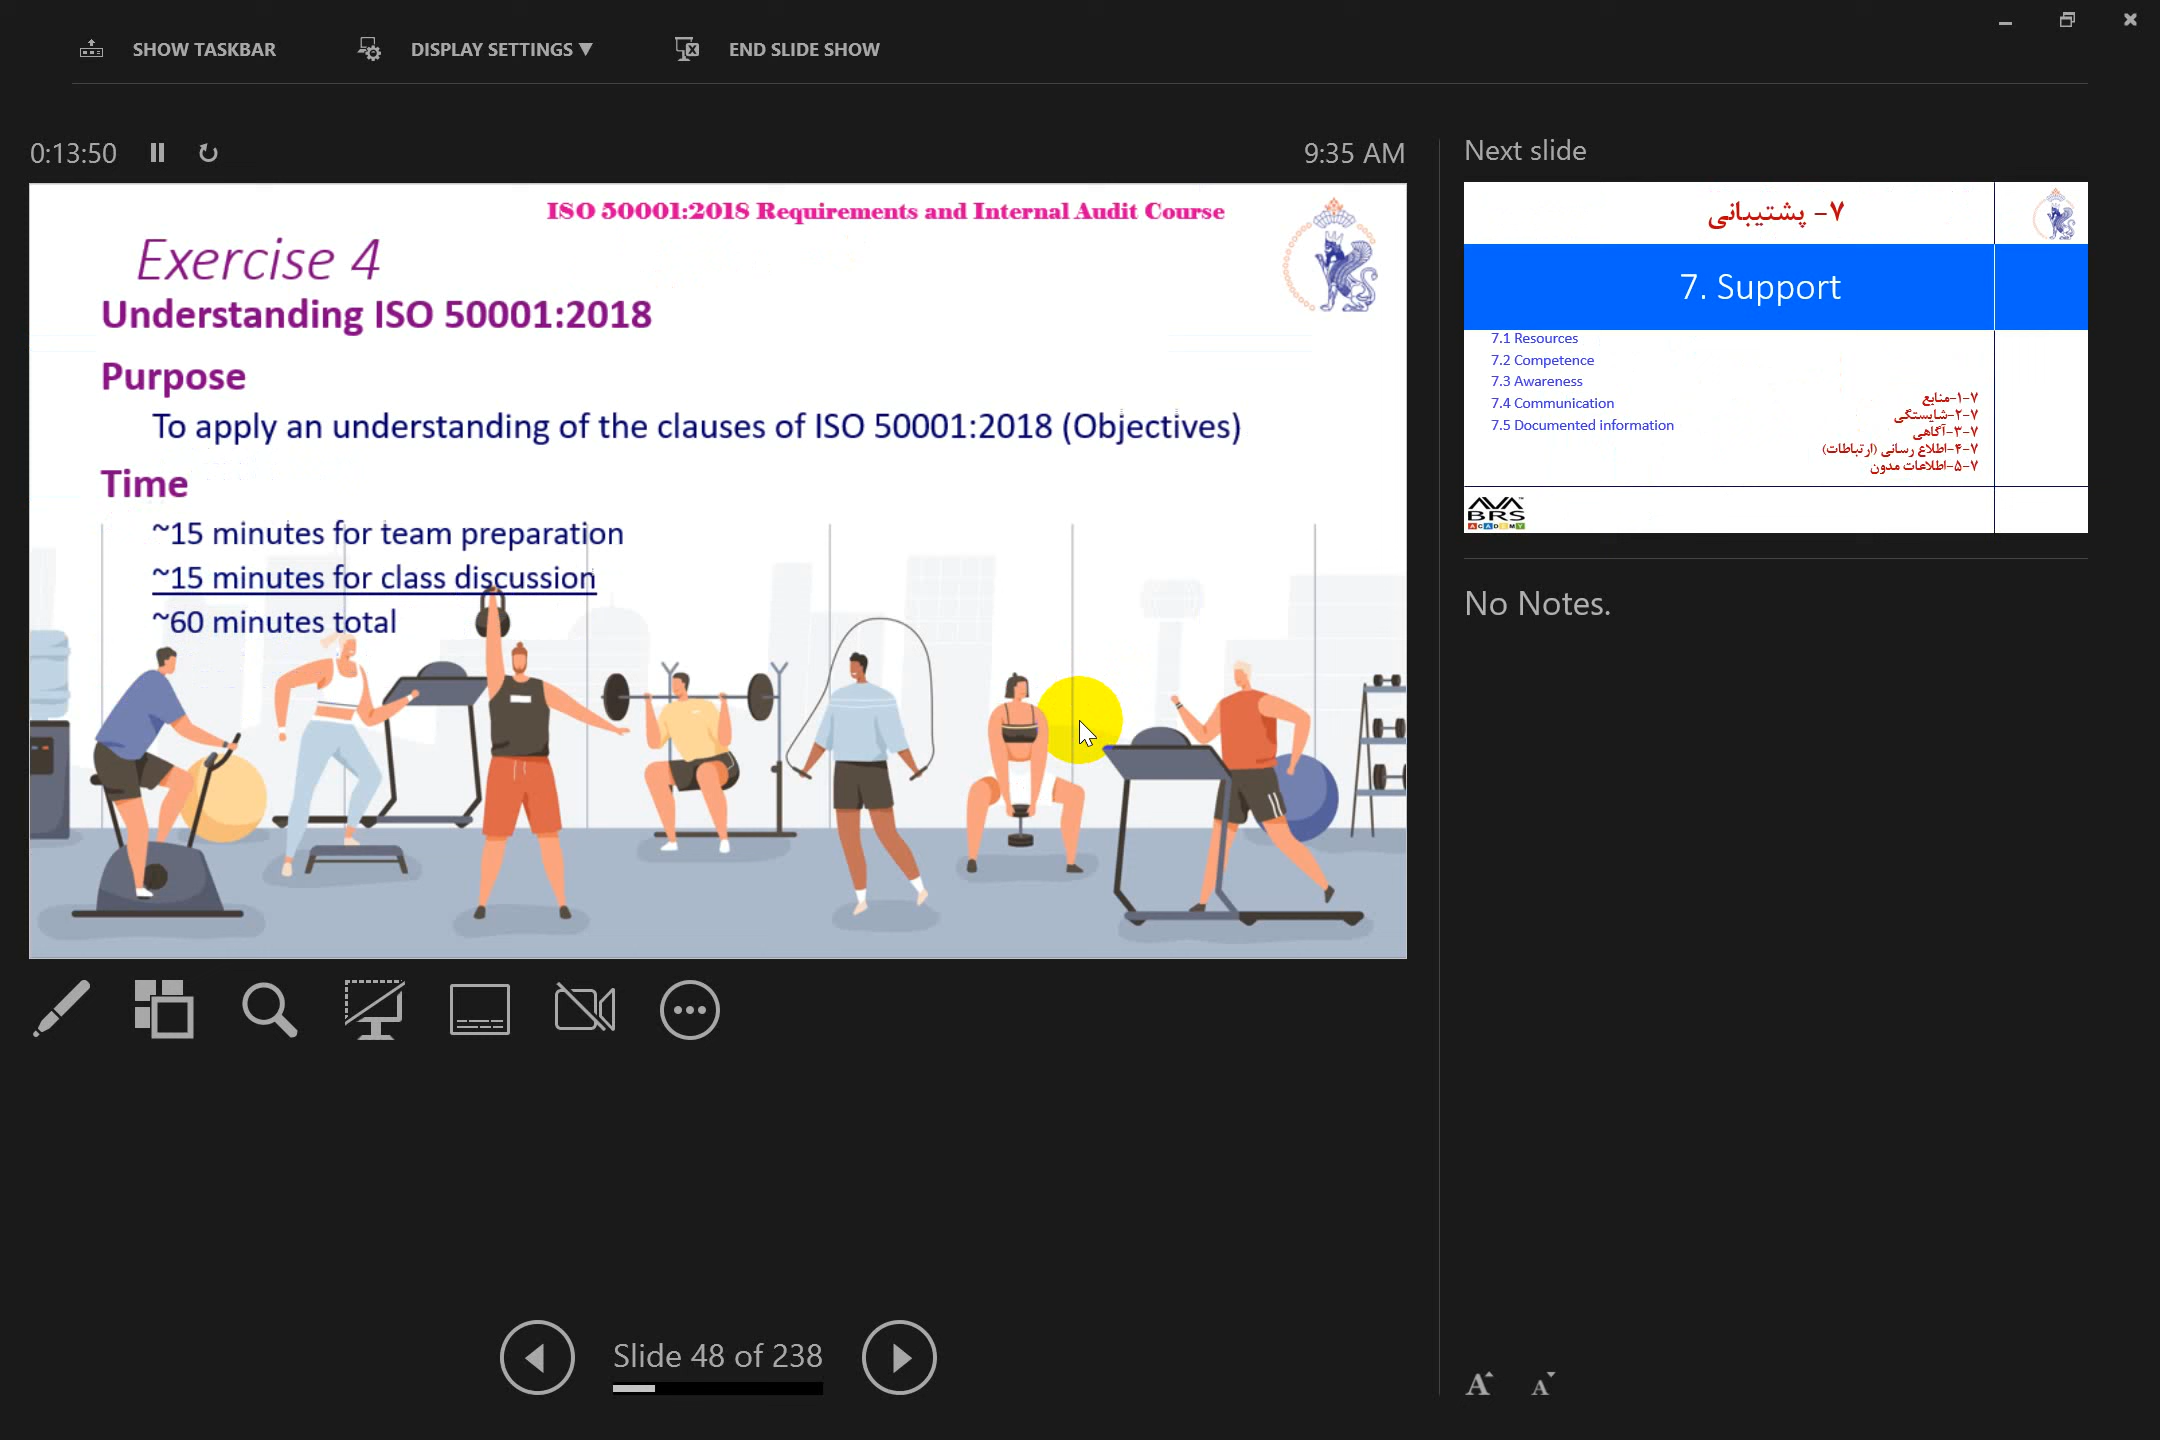 SHOW TASKBAR
DISPLAY SETTINGS ▼
END SLIDE SHOW
0:13:50
9:35 AM
ISO 50001:2018 Requirements and Internal Audit Course
Exercise 4
Understanding ISO 50001:2018
Purpose
To apply an understanding of the clauses of ISO 50001:2018 (Objectives)
Time
~15 minutes for team preparation
~15 minutes for class discussion
~60 minutes total
Next slide
۷- پشتیبانی
7. Support
7.1 Resources
7.2 Competence
7.3 Awareness
7.4 Communication
7.5 Documented information
۷-۱-منابع
۷-۲-شایستگی
۷-۳-آگاهی
۷-۴-اطلاع رسانی (ارتباطات)
۷-۵-اطلاعات مدون
AVA
BRS
ACADEMY
No Notes.
Slide 48 of 238
A
A